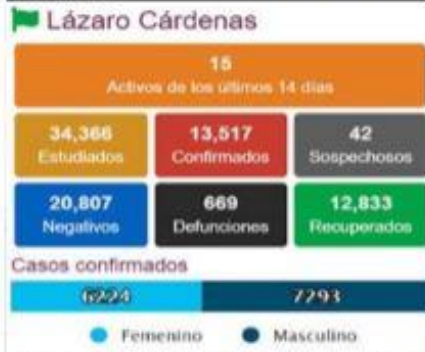 Lázaro Cárdenas
15
Activos de los últimos 14 días
34,366
Estudiados
13,517
Confirmados
42
Sospechosos
20,807
Negativos
669
Defunciones
12,833
Recuperados
Casos confirmados
6224 7293
Femenino Masculino